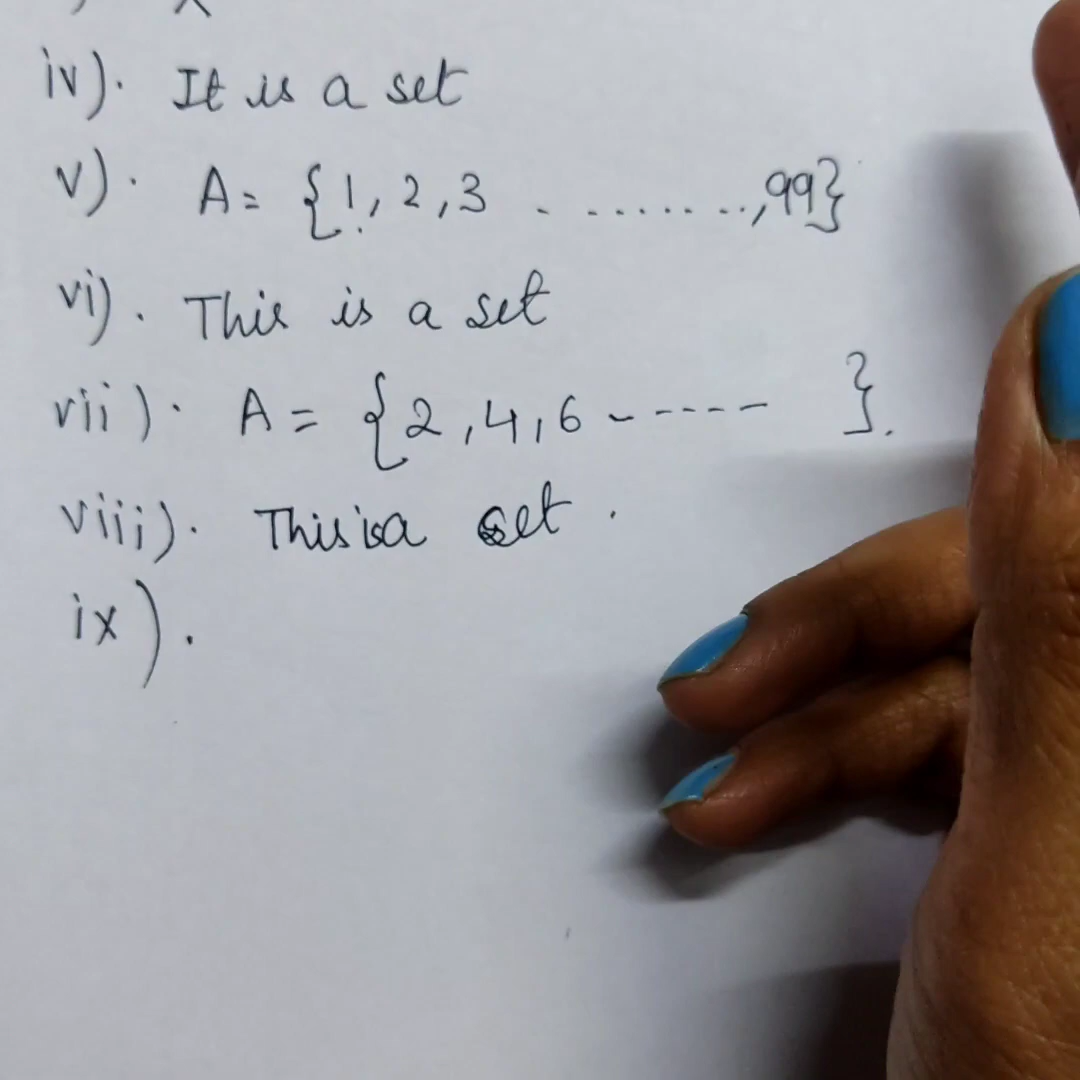 iv). It is a set
v). A = {1, 2, 3 . ........, 99}
vi). This is a set
vii). A = {2, 4, 6 ----- }.
viii). This is a set.
ix).